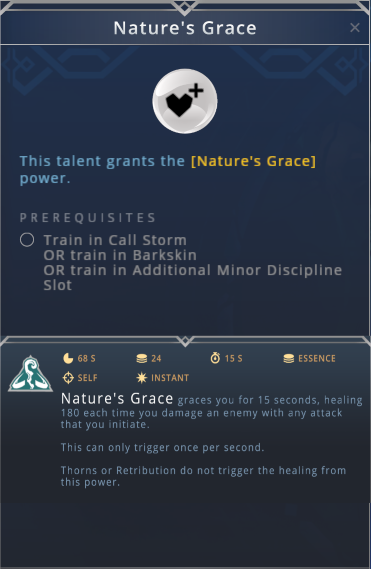 Nature's Grace
×
This talent grants the [Nature's Grace]
power.
PREREQUISITES
Train in Call Storm
OR train in Barkskin
OR train in Additional Minor Discipline
Slot
68 S 24 15 S ESSENCE
SELF INSTANT
Nature's Grace graces you for 15 seconds, healing
180 each time you damage an enemy with any attack
that you initiate.
This can only trigger once per second.
Thorns or Retribution do not trigger the healing from
this power.